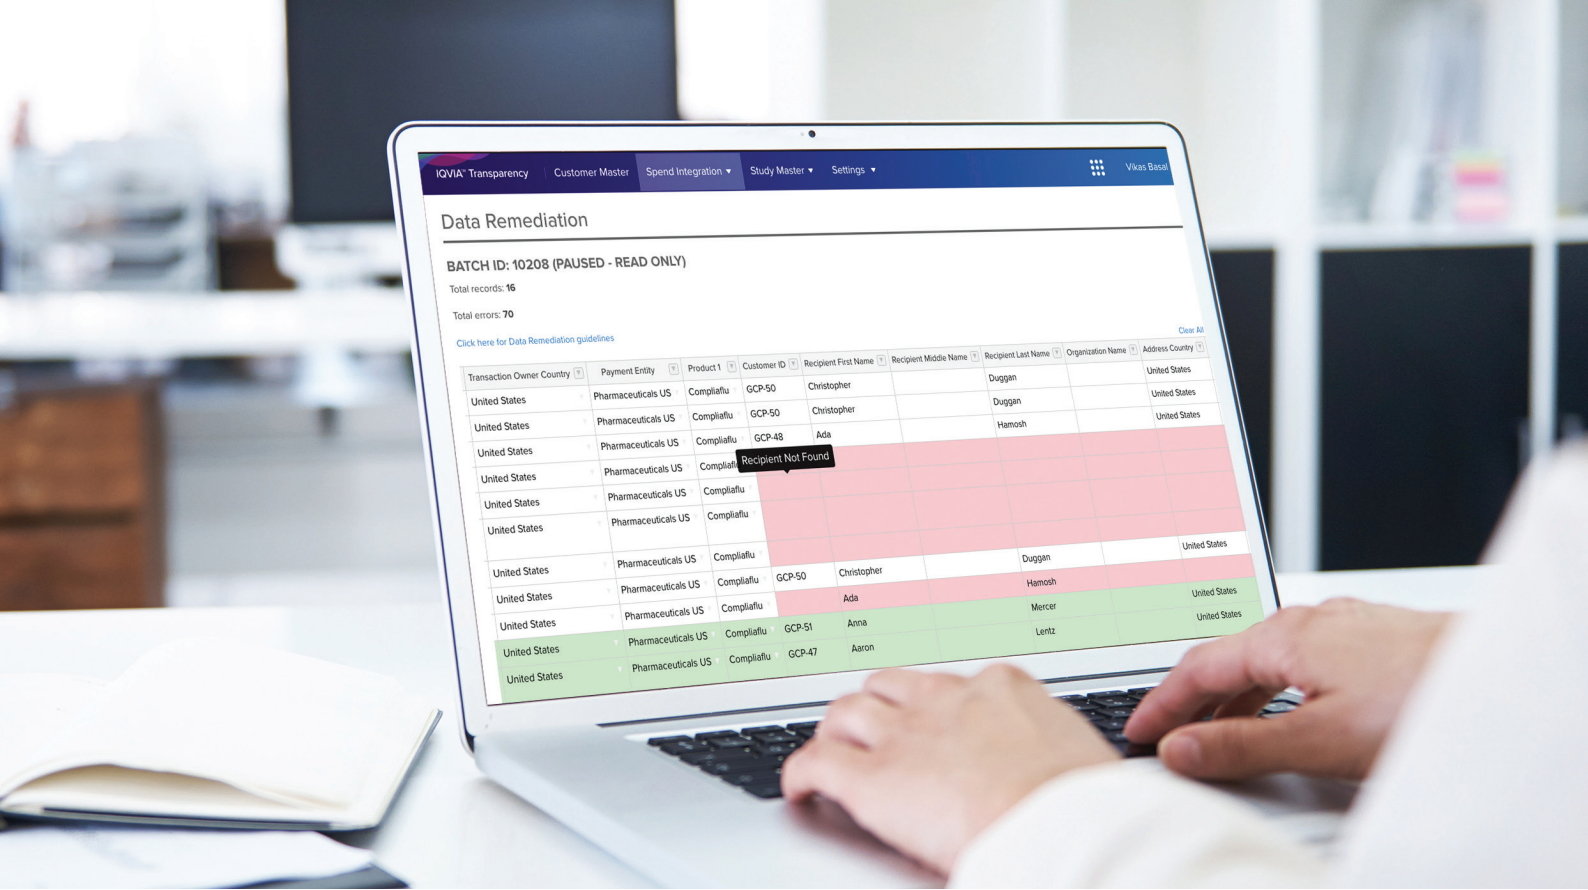 IQVIA™ Transparency Customer Master Spend Integration ▾ Study Master ▾ Settings ▾ Vikas Basal
Data Remediation
BATCH ID: 10208 (PAUSED - READ ONLY)
Total records: 16
Total errors: 70
Click here for Data Remediation guidelines
Clear All
Transaction Owner Country Payment Entity Product 1 Customer ID Recipient First Name Recipient Middle Name Recipient Last Name Organization Name Address Country
United States Pharmaceuticals US Compliaflu GCP-50 Christopher Duggan United States
United States Pharmaceuticals US Compliaflu GCP-50 Christopher Duggan United States
United States Pharmaceuticals US Compliaflu GCP-48 Ada Hamosh United States
United States Pharmaceuticals US Compliaflu
Recipient Not Found
United States Pharmaceuticals US Compliaflu
United States Pharmaceuticals US Compliaflu
United States Pharmaceuticals US Compliaflu
United States Pharmaceuticals US Compliaflu GCP-50 Christopher Duggan United States
United States Pharmaceuticals US Compliaflu Ada Hamosh
United States Pharmaceuticals US Compliaflu GCP-51 Anna Mercer United States
United States Pharmaceuticals US Compliaflu GCP-47 Aaron Lentz United States